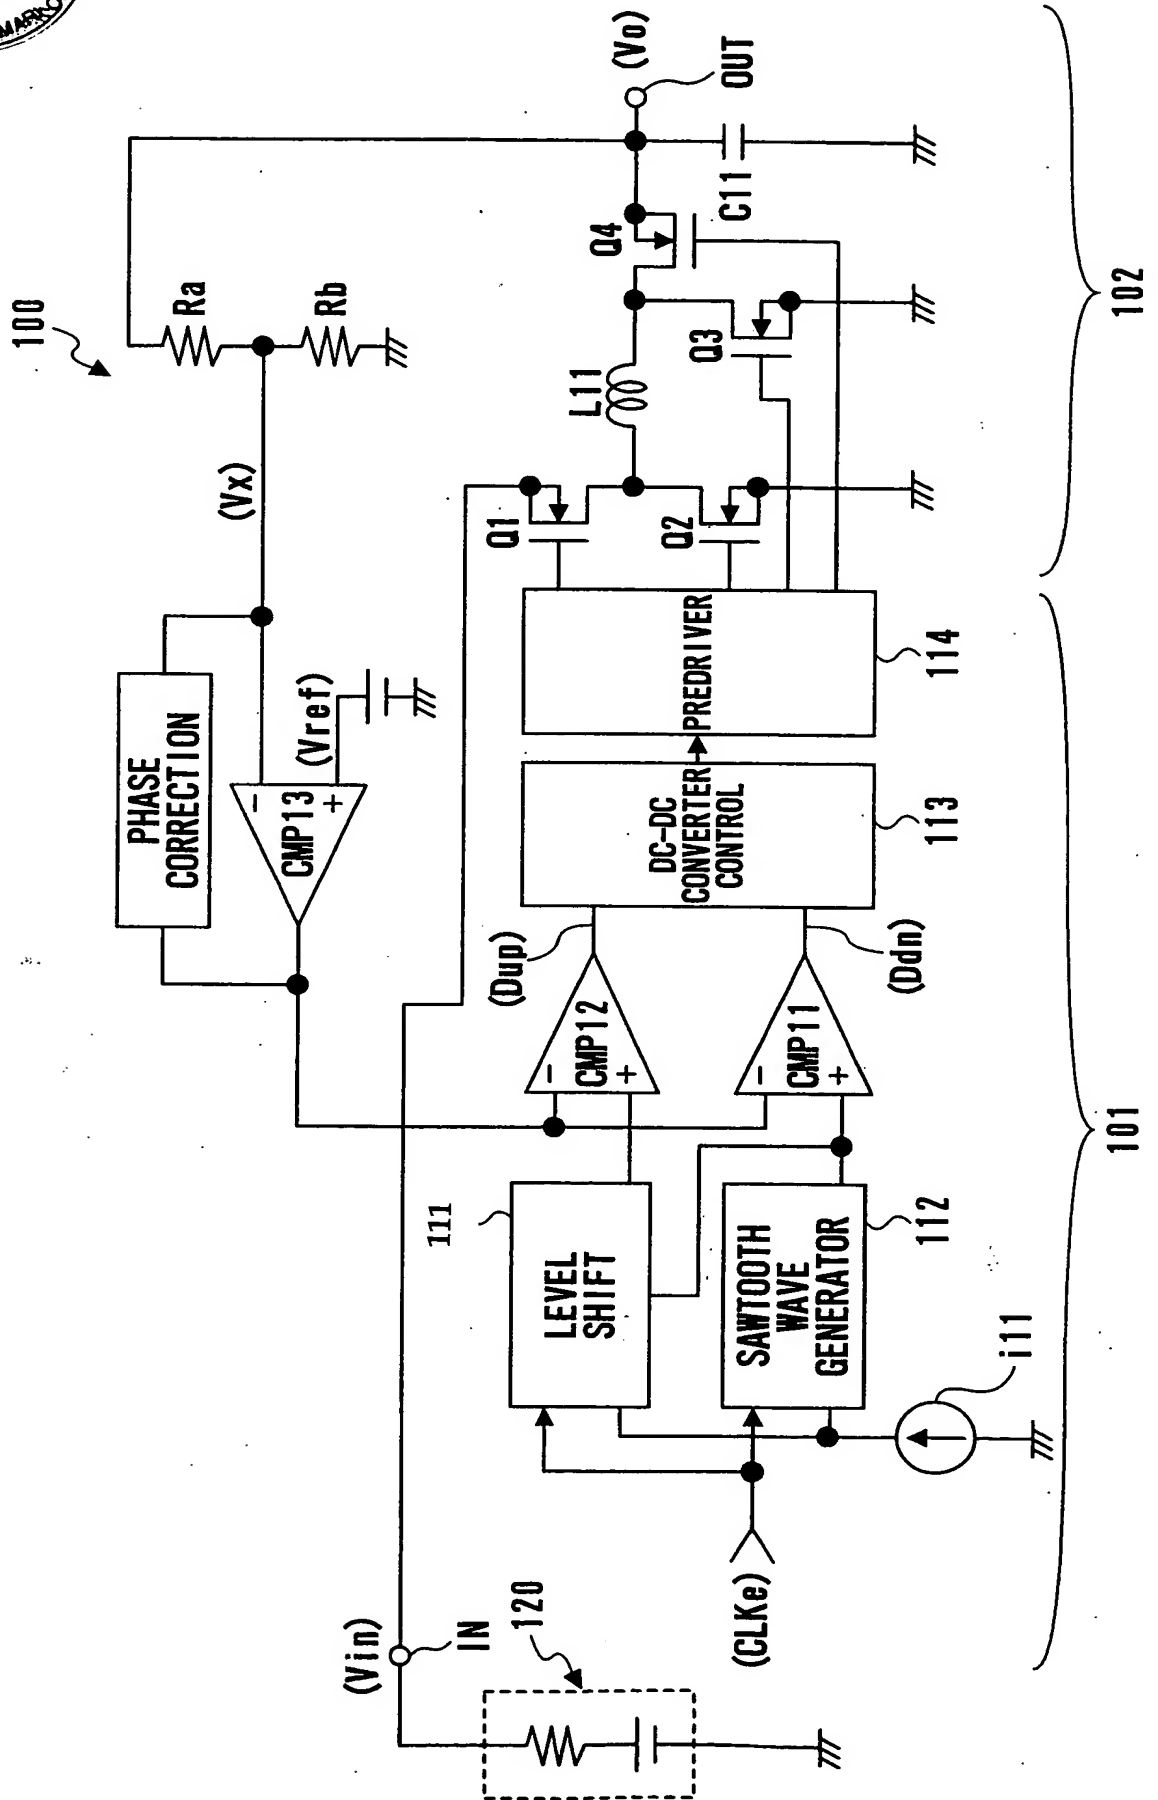 MARKO
100
Ra
Rb
(Vx)
PHASE
CORRECTION
CMP13
-
+
(Vref)
(Vin)
IN
120
(CLKe)
111
LEVEL
SHIFT
SAWTOOTH
WAVE
GENERATOR
112
i11
CMP12
-
+
(Dup)
CMP11
-
+
(Ddn)
DC-DC
CONVERTER
CONTROL
113
PREDRIVER
114
Q1
Q2
L11
Q3
Q4
C11
(Vo)
OUT
101
102